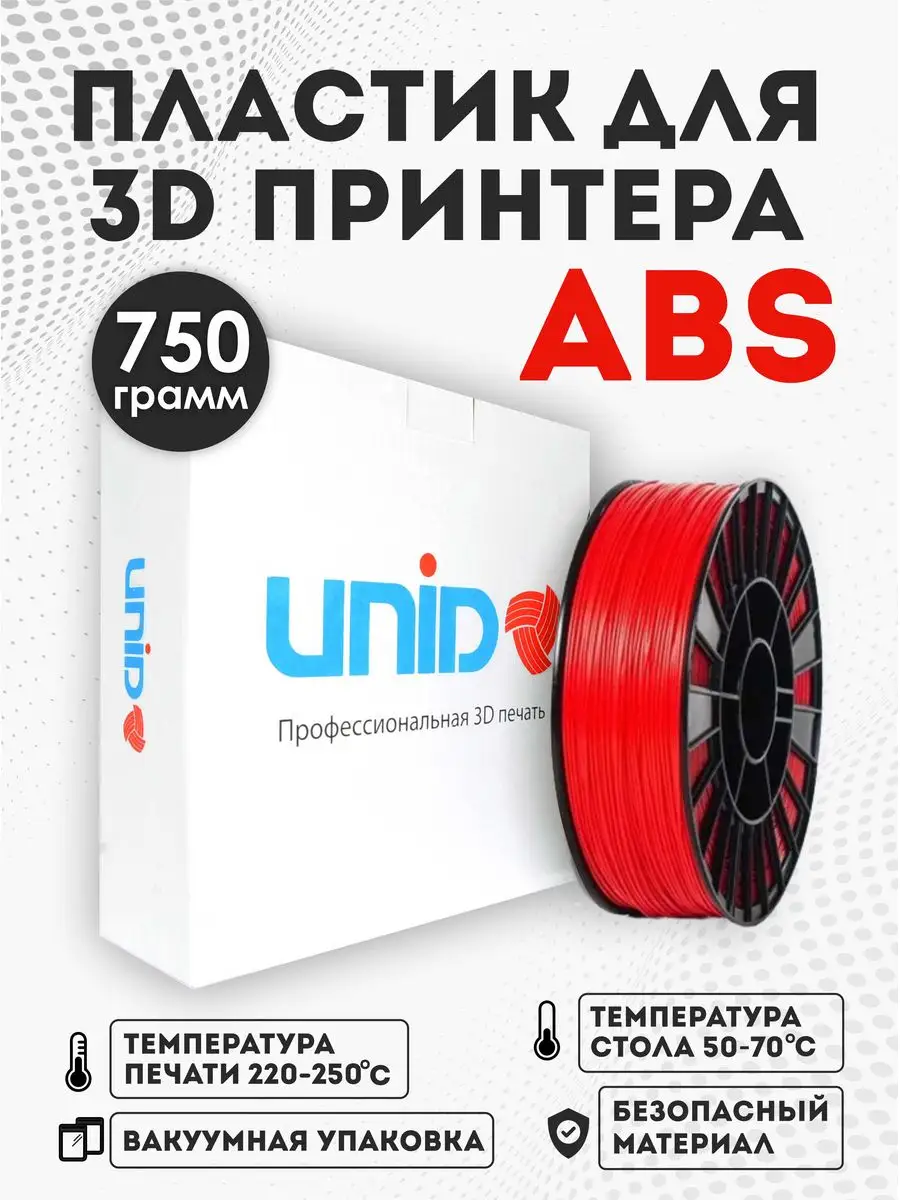 ПЛАСТИК ДЛЯ
3D ПРИНТЕРА
ABS
750
грамм
UNID
UNID
Профессиональная 3D печать
ТЕМПЕРАТУРА
ПЕЧАТИ 220-250°С
ТЕМПЕРАТУРА
СТОЛА 50-70°С
ВАКУУМНАЯ УПАКОВКА
БЕЗОПАСНЫЙ
МАТЕРИАЛ